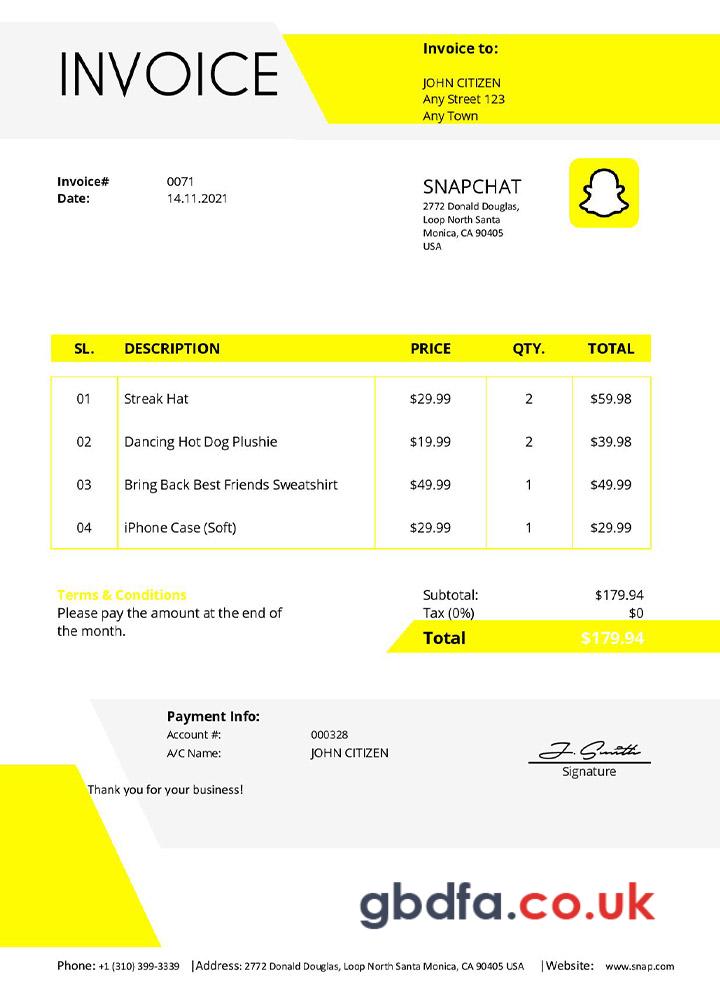 INVOICE
Invoice to:
JOHN CITIZEN
Any Street 123
Any Town
Invoice# 0071
Date: 14.11.2021
SNAPCHAT
2772 Donald Douglas,
Loop North Santa
Monica, CA 90405
USA
SL. DESCRIPTION PRICE QTY. TOTAL
01 Streak Hat $29.99 2 $59.98
02 Dancing Hot Dog Plushie $19.99 2 $39.98
03 Bring Back Best Friends Sweatshirt $49.99 1 $49.99
04 iPhone Case (Soft) $29.99 1 $29.99
Terms & Conditions
Please pay the amount at the end of
the month.
Subtotal: $179.94
Tax (0%) $0
Total $179.94
Payment Info:
Account #: 000328
A/C Name: JOHN CITIZEN
J. Smith
Signature
Thank you for your business!
gbdfa.co.uk
Phone: +1 (310) 399-3339 |Address: 2772 Donald Douglas, Loop North Santa Monica, CA 90405 USA |Website: www.snap.com